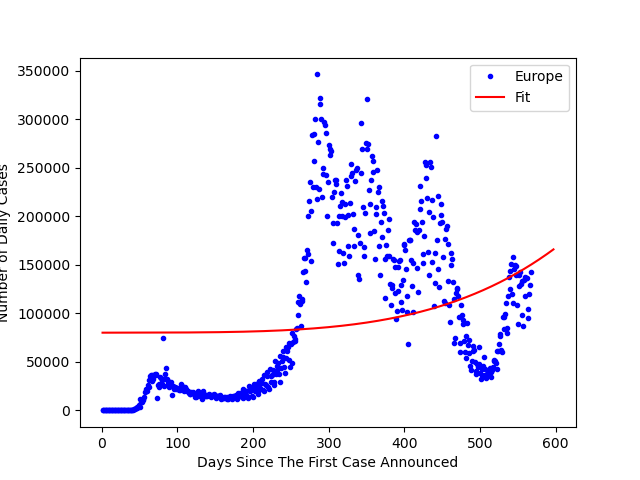 350000
300000
250000
200000
150000
100000
50000
0
Number of Daily Cases
Europe
Fit
0 100 200 300 400 500 600
Days Since The First Case Announced